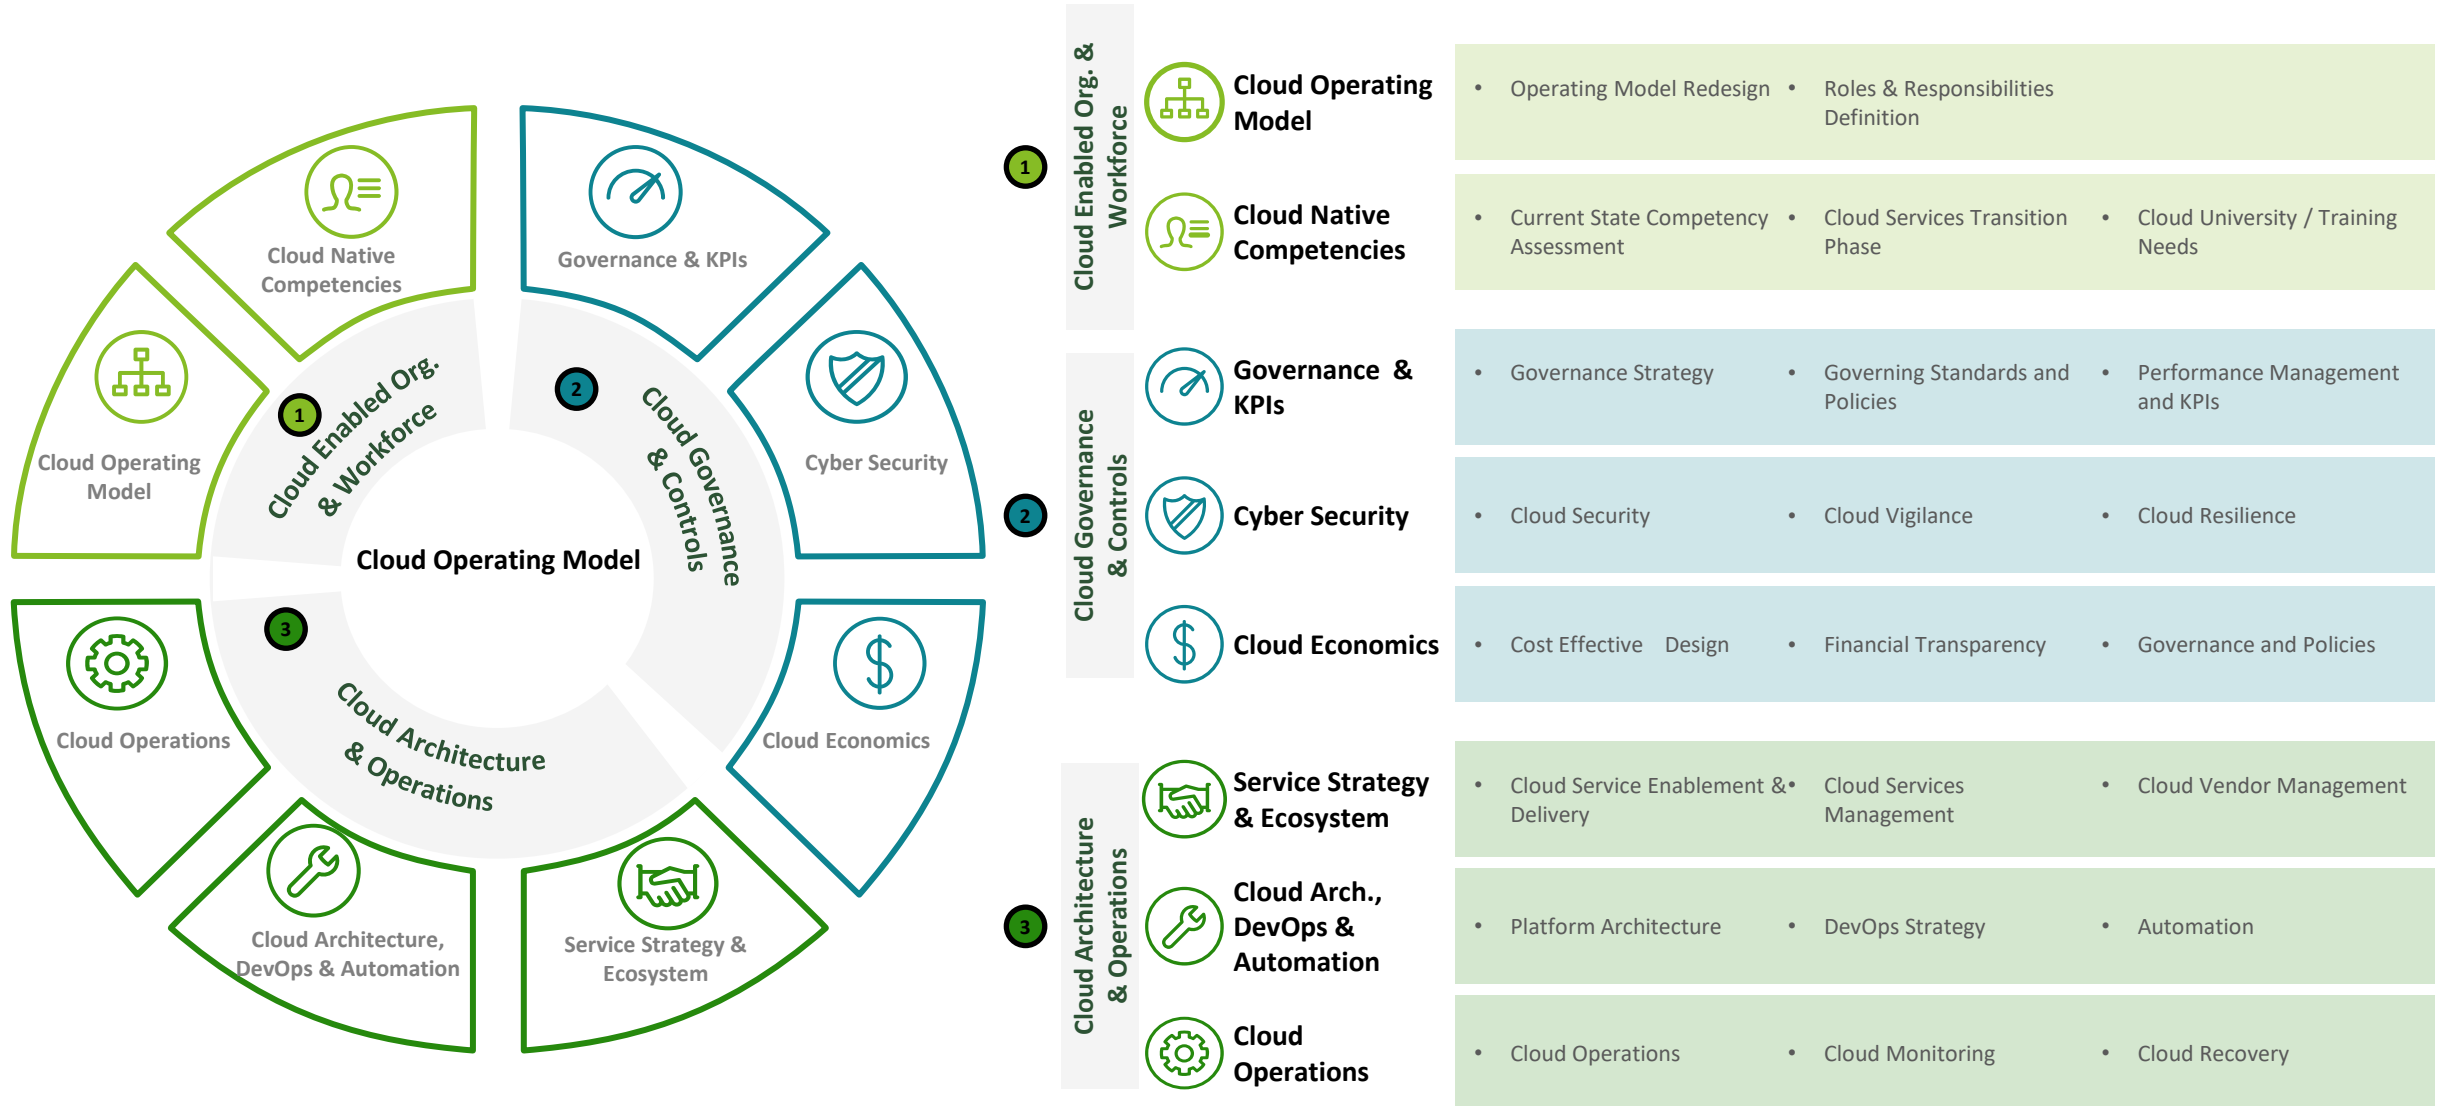 Cloud Native
Competencies
Governance & KPIs
Cloud Operating
Model
Cyber Security
1
Cloud Enabled Org.
& Workforce
2
Cloud Governance
& Controls
Cloud Operating Model
3
Cloud Architecture
& Operations
Cloud Operations
Cloud Economics
Cloud Architecture,
DevOps & Automation
Service Strategy &
Ecosystem
1
Cloud Enabled Org. &
Workforce
Cloud Operating
Model
• Operating Model Redesign
• Roles & Responsibilities
Definition
Cloud Native
Competencies
• Current State Competency
Assessment
• Cloud Services Transition
Phase
• Cloud University / Training
Needs
2
Cloud Governance
& Controls
Governance &
KPIs
• Governance Strategy
• Governing Standards and
Policies
• Performance Management
and KPIs
Cyber Security
• Cloud Security
• Cloud Vigilance
• Cloud Resilience
$
Cloud Economics
• Cost Effective Design
• Financial Transparency
• Governance and Policies
3
Cloud Architecture
& Operations
Service Strategy
& Ecosystem
• Cloud Service Enablement &
Delivery
• Cloud Services
Management
• Cloud Vendor Management
Cloud Arch.,
DevOps &
Automation
• Platform Architecture
• DevOps Strategy
• Automation
Cloud
Operations
• Cloud Operations
• Cloud Monitoring
• Cloud Recovery